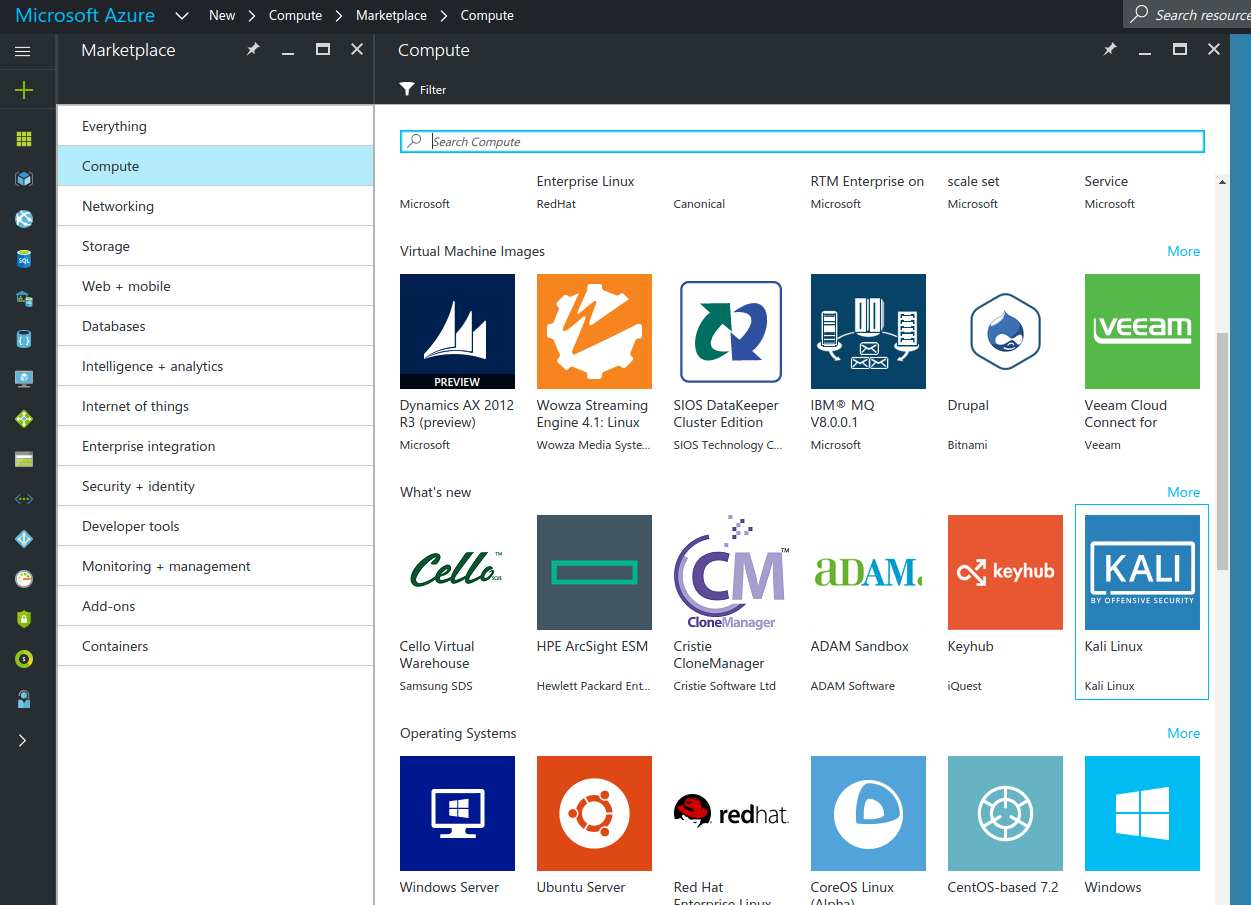 Microsoft Azure New Compute Marketplace Compute Search resource
Marketplace
Compute
Filter
Everything
Compute
Networking
Storage
Web + mobile
Databases
Intelligence + analytics
Internet of things
Enterprise integration
Security + identity
Developer tools
Monitoring + management
Add-ons
Containers
Search Compute
Enterprise Linux RTM Enterprise on scale set Service
Microsoft RedHat Canonical Microsoft Microsoft Microsoft
Virtual Machine Images More
PREVIEW
veeam
Dynamics AX 2012 Wowza Streaming SIOS DataKeeper IBM® MQ Drupal Veeam Cloud
R3 (preview) Engine 4.1: Linux Cluster Edition V8.0.0.1 Connect for
Microsoft Wowza Media Syste... SIOS Technology C... Microsoft Bitnami Veeam
What's new More
Cello™ CM™ ADAM. keyhub KALI
SCUS CloneManager BY OFFENSIVE SECURITY
Cello Virtual HPE ArcSight ESM Cristie ADAM Sandbox Keyhub Kali Linux
Warehouse CloneManager
Samsung SDS Hewlett Packard Ent... Cristie Software Ltd ADAM Software iQuest Kali Linux
Operating Systems More
redhat.
Windows Server Ubuntu Server Red Hat CoreOS Linux CentOS-based 7.2 Windows
Enterprise Linux (Alpha)
SQL